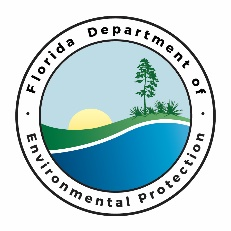 Florida Department of
Environmental Protection